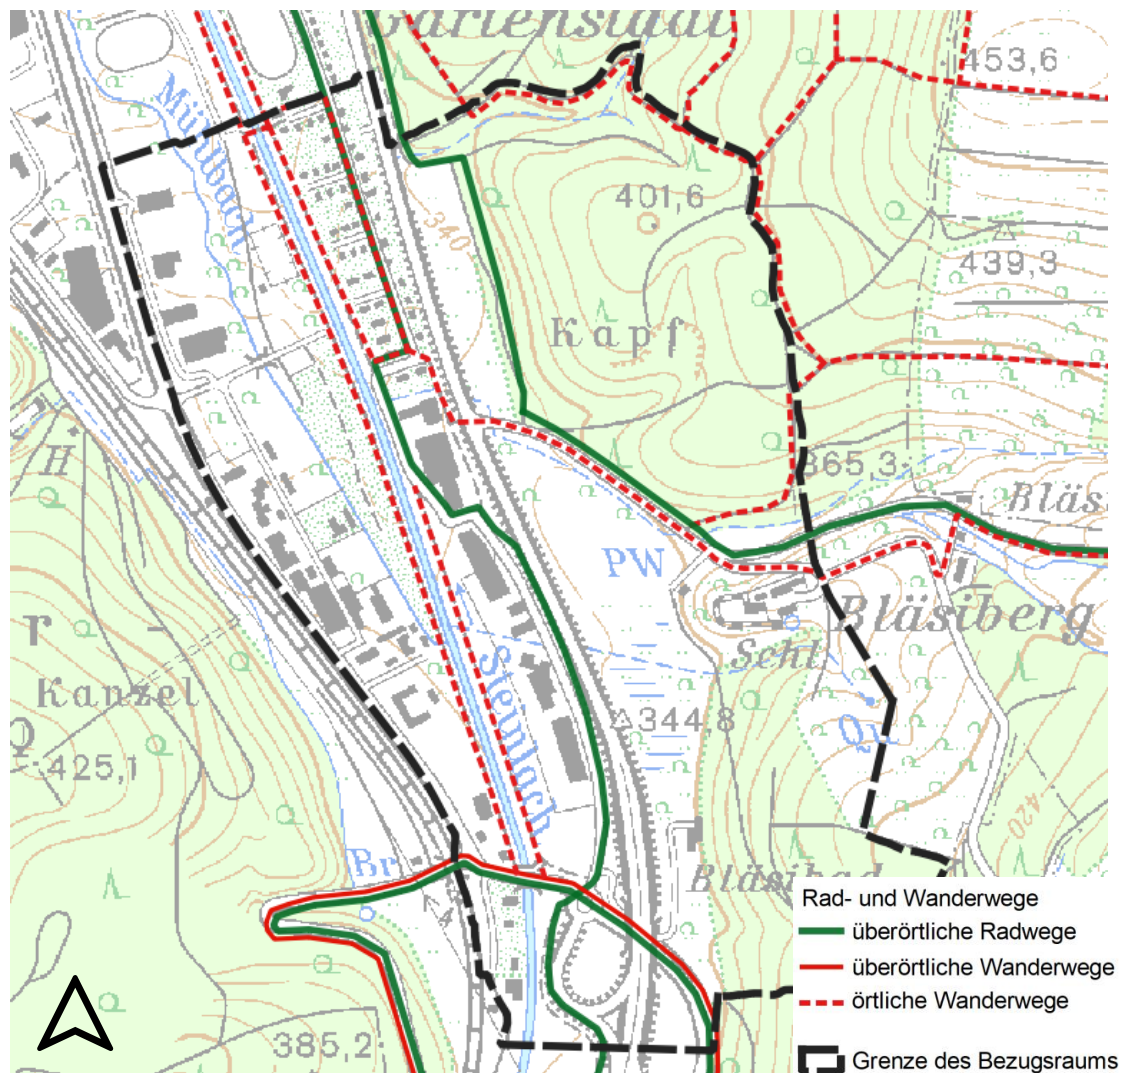 Gartenstadt
453,6
Mühlbach
401,6
340
439,3
Kapf
H
365,3
Bläs
PW
Bläsiberg
Schl
r
Kanzel
Steinlach
344,8
Qu
425,1
420
Br
Bläsibad
385,2
Rad- und Wanderwege
überörtliche Radwege
überörtliche Wanderwege
örtliche Wanderwege
Grenze des Bezugsraums